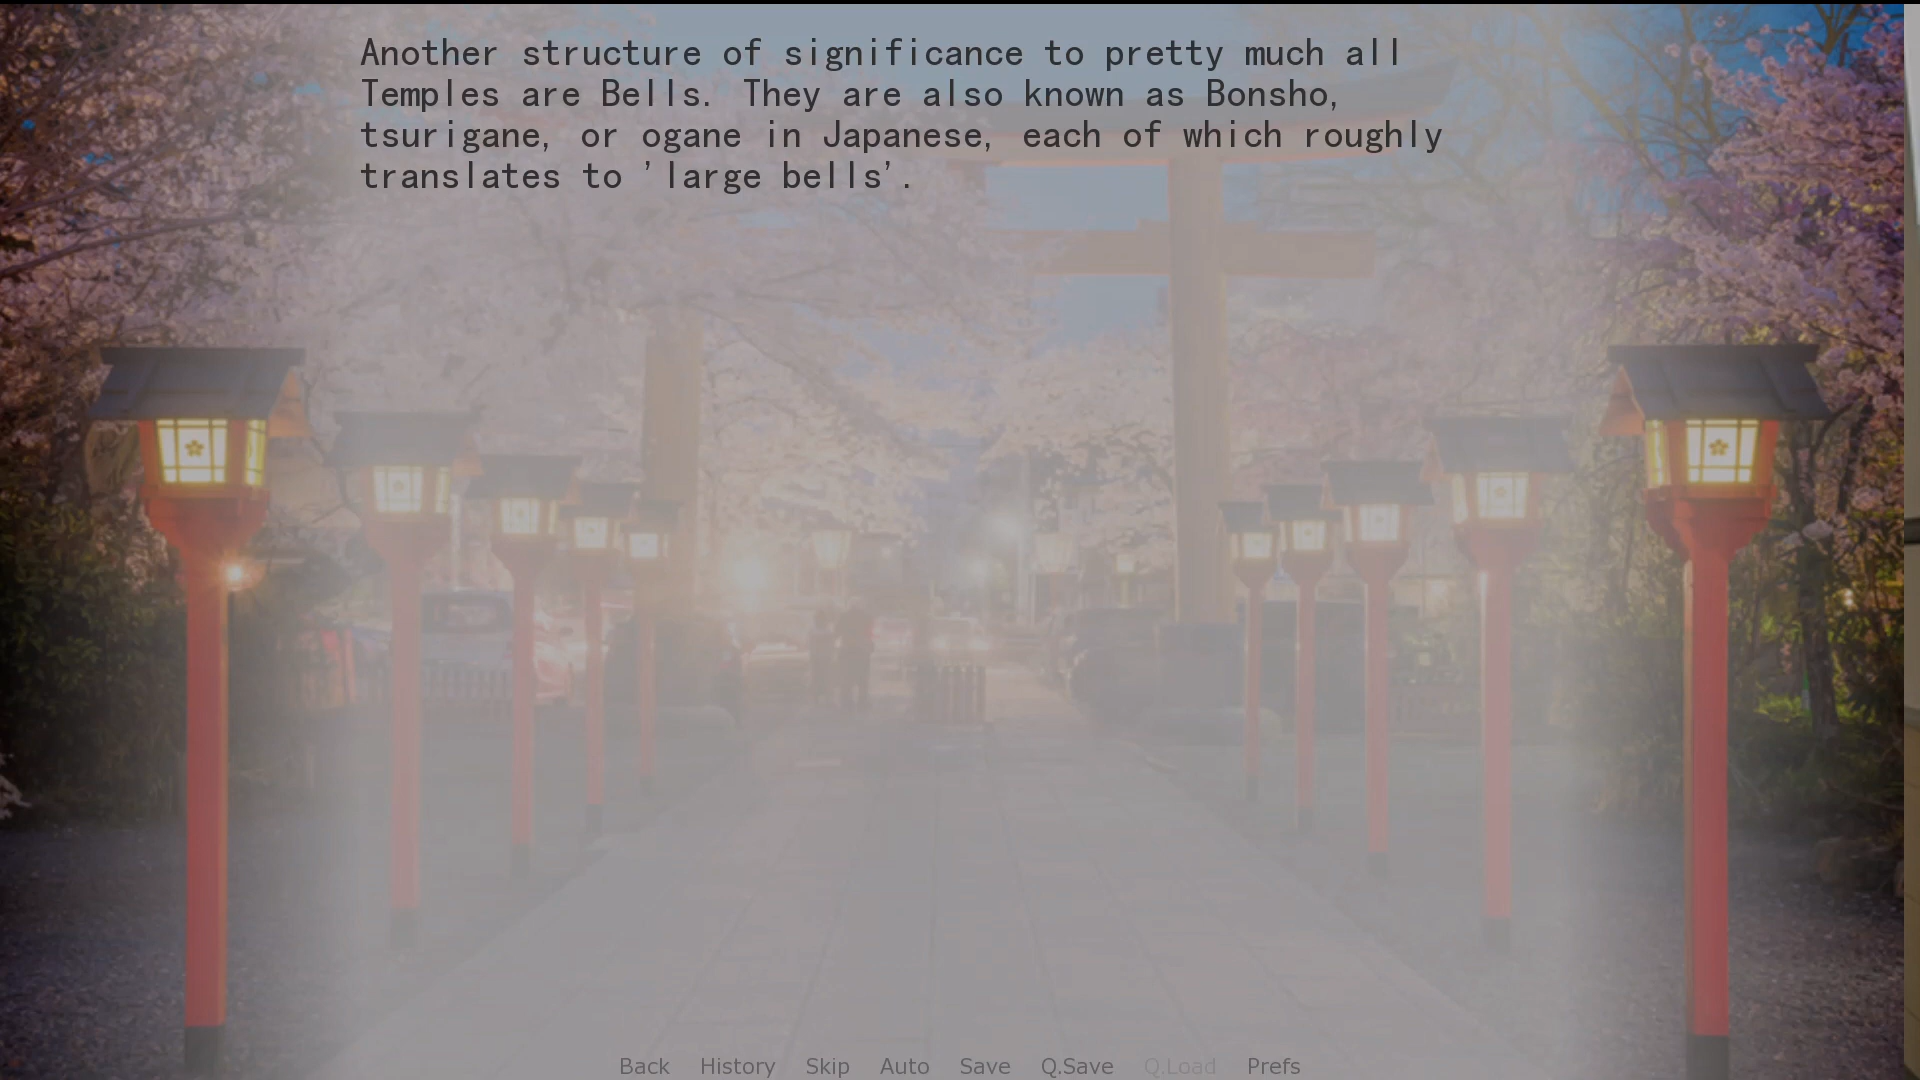 Another structure of significance to pretty much all
Temples are Bells. They are also known as Bonsho,
tsurigane, or ogane in Japanese, each of which roughly
translates to 'large bells'.
Back History Skip Auto Save Q.Save Q.Load Prefs